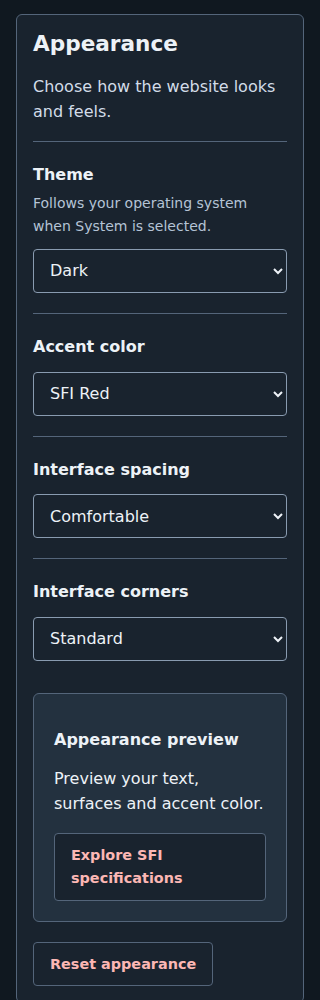 Appearance
Choose how the website looks
and feels.
Theme
Follows your operating system
when System is selected.
Dark
Accent color
SFI Red
Interface spacing
Comfortable
Interface corners
Standard
Appearance preview
Preview your text,
surfaces and accent color.
Explore SFI
specifications
Reset appearance